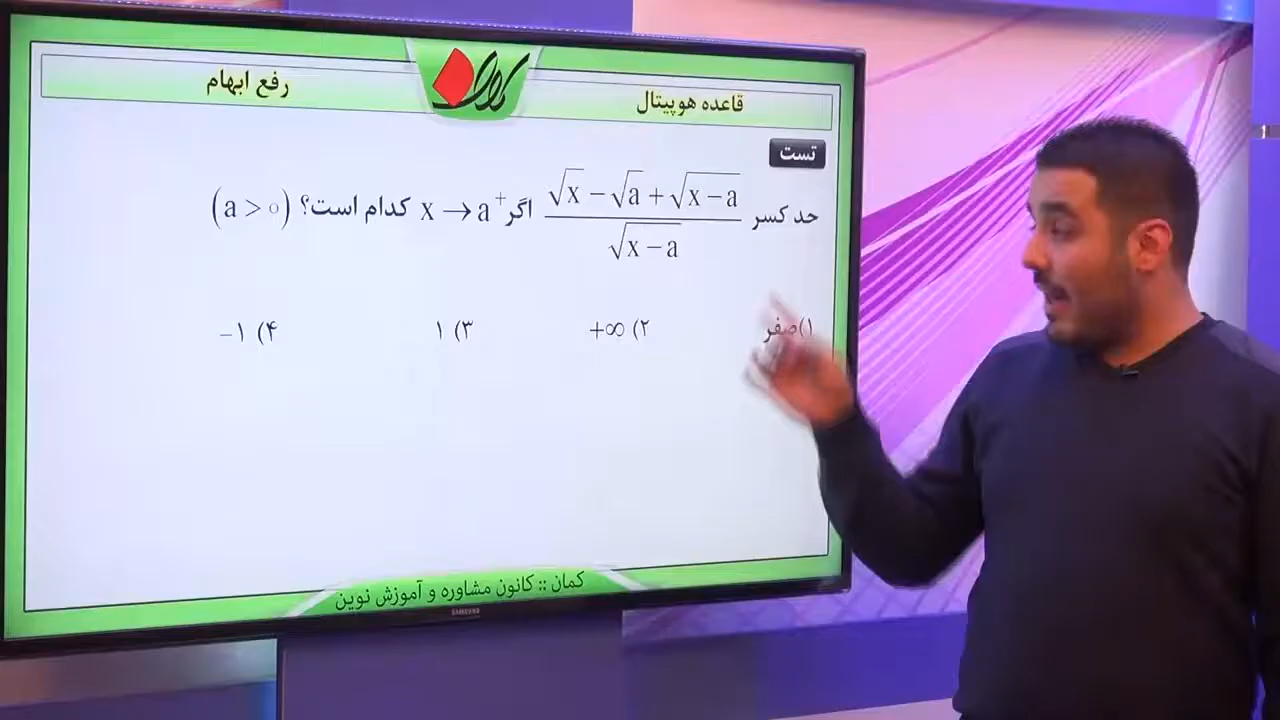 قاعده هوپیتال
رفع ابهام
تست
حد کسر (√x − √a + √(x−a)) / √(x−a) اگر x → a⁺ کدام است؟ (a > ۰)
۱) صفر ۲) +∞ ۳) ۱ ۴) −۱
کمان :: کانون مشاوره و آموزش نوین
SAMSUNG